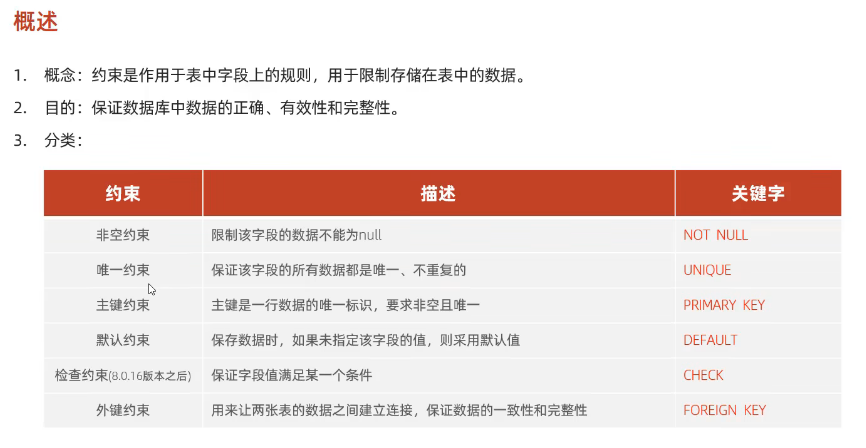 概述
1. 概念：约束是作用于表中字段上的规则，用于限制存储在表中的数据。
2. 目的：保证数据库中数据的正确、有效性和完整性。
3. 分类：
约束 描述 关键字
非空约束 限制该字段的数据不能为null NOT NULL
唯一约束 保证该字段的所有数据都是唯一、不重复的 UNIQUE
主键约束 主键是一行数据的唯一标识，要求非空且唯一 PRIMARY KEY
默认约束 保存数据时，如果未指定该字段的值，则采用默认值 DEFAULT
检查约束(8.0.16版本之后) 保证字段值满足某一个条件 CHECK
外键约束 用来让两张表的数据之间建立连接，保证数据的一致性和完整性 FOREIGN KEY